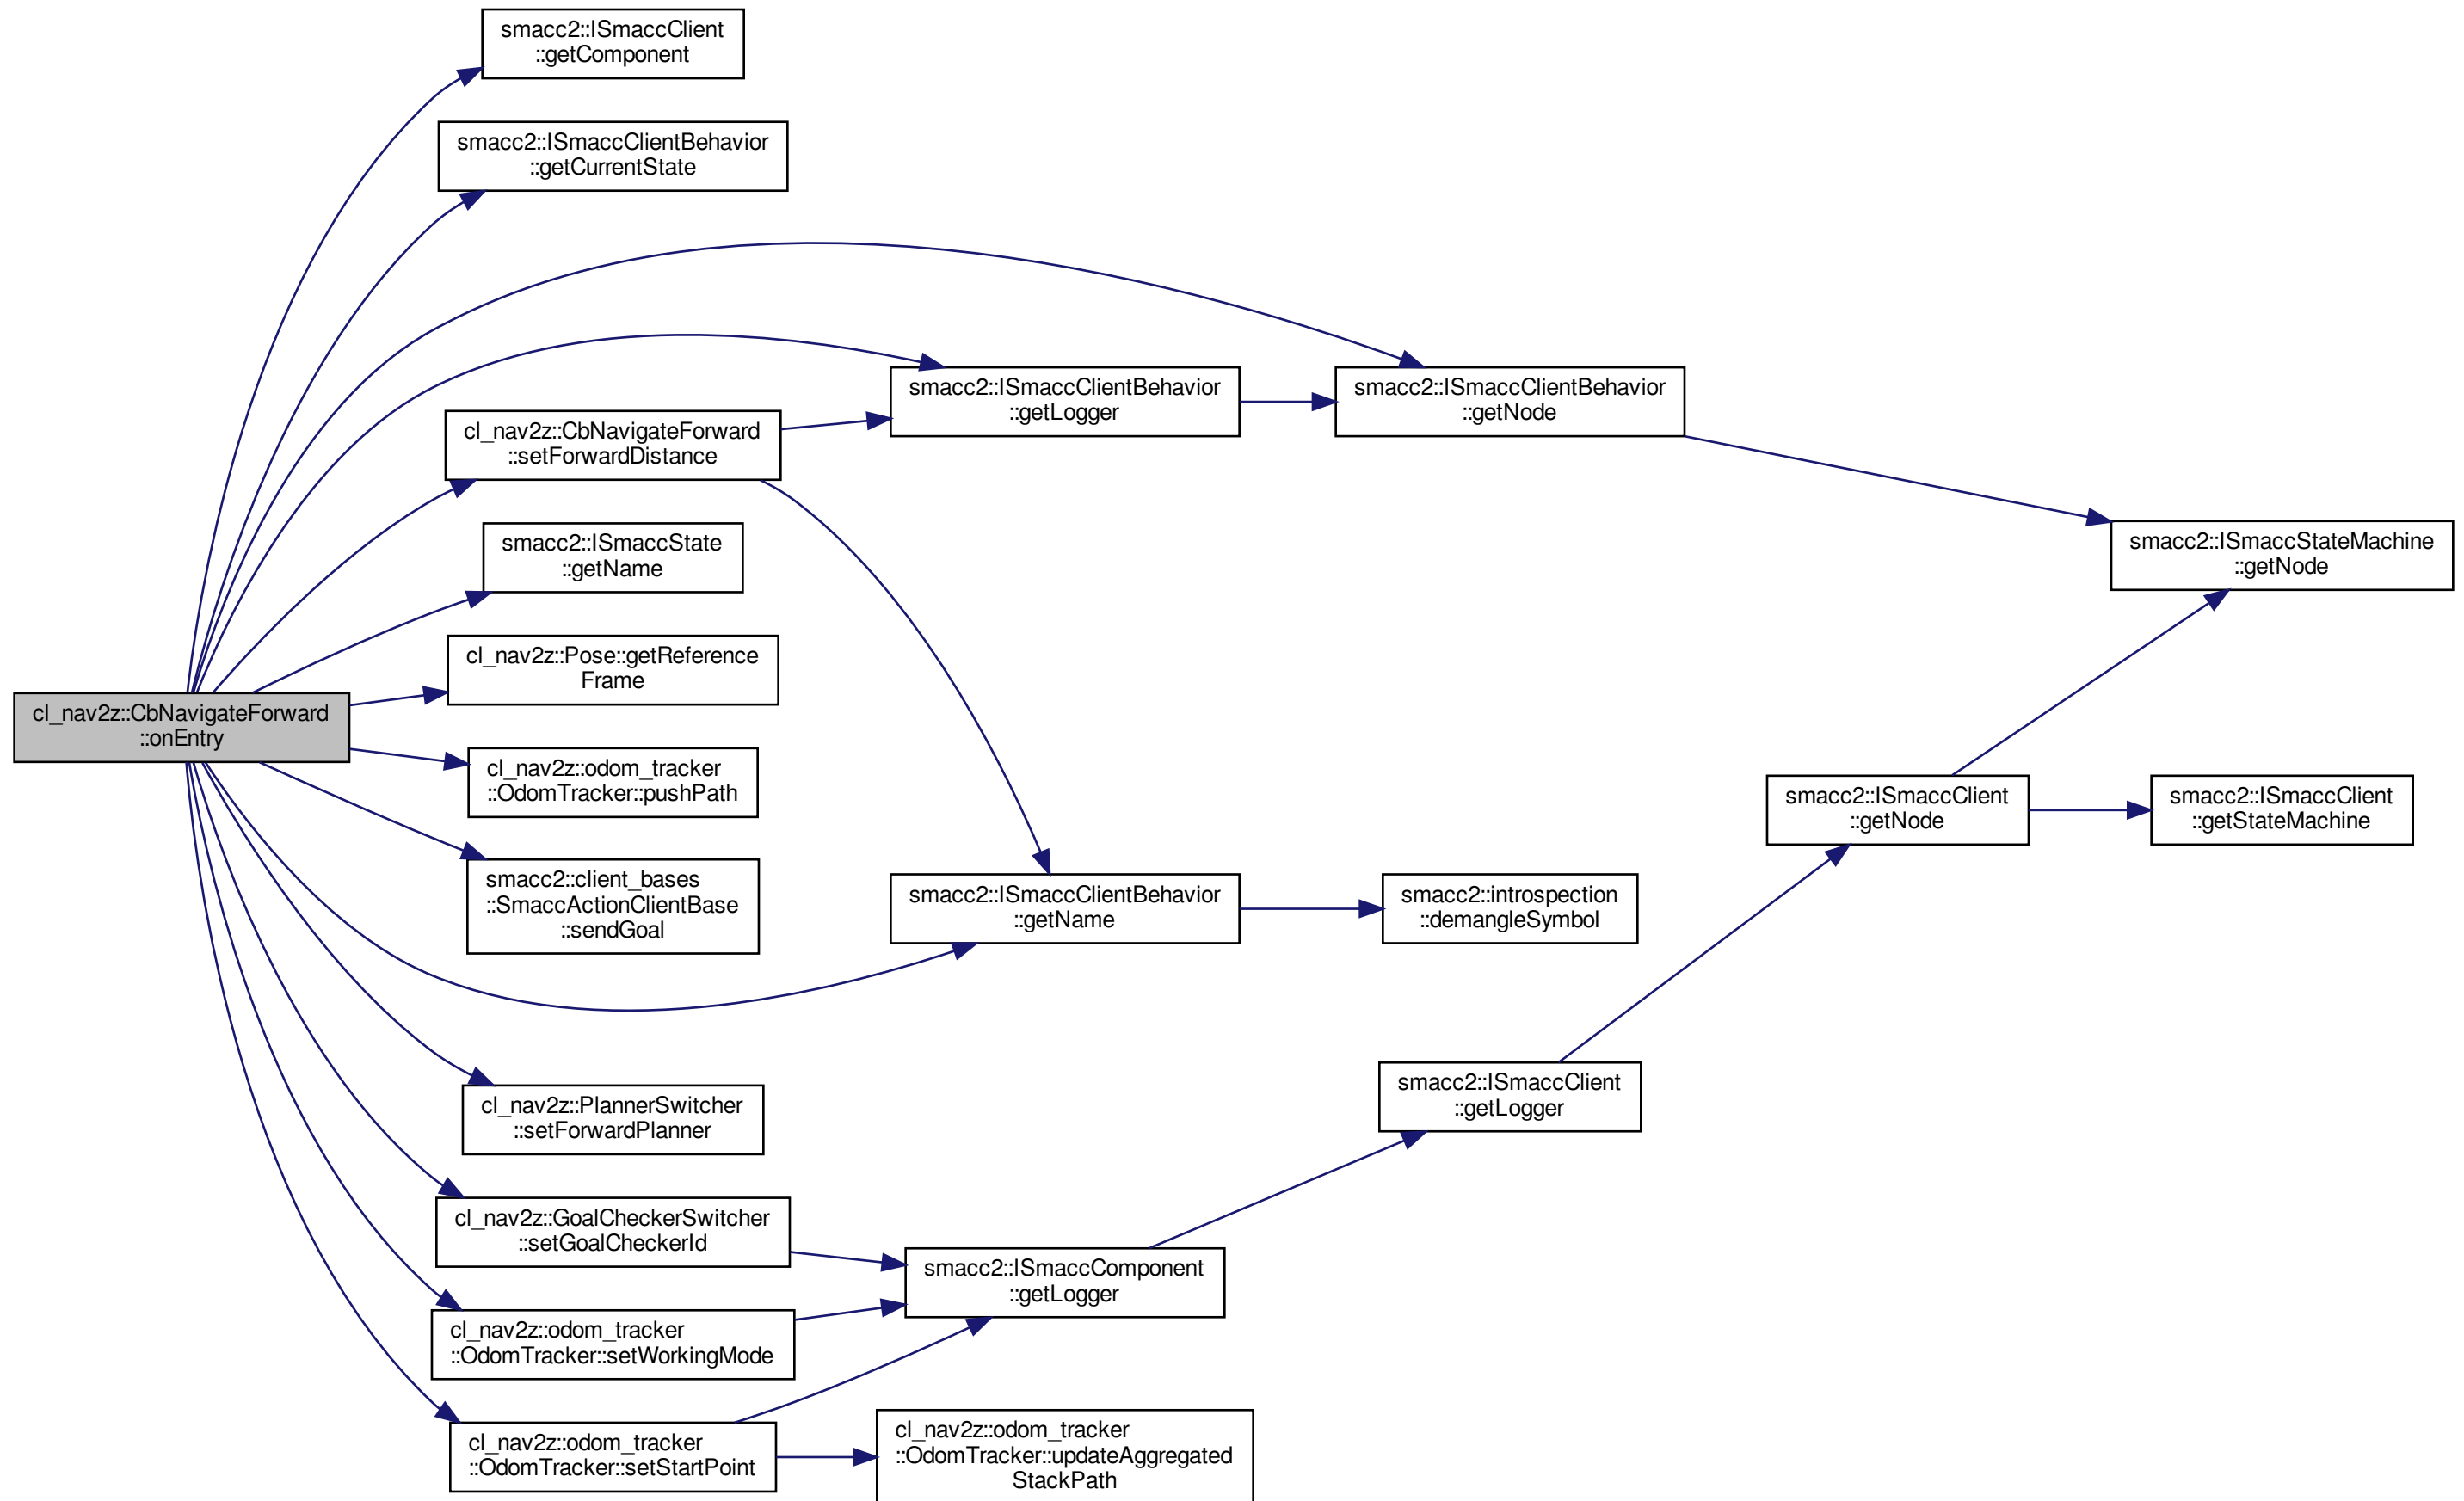 smacc2::ISmaccClient
::getComponent
smacc2::ISmaccClientBehavior
::getCurrentState
smacc2::ISmaccClientBehavior
::getLogger
smacc2::ISmaccClientBehavior
::getNode
cl_nav2z::CbNavigateForward
::setForwardDistance
smacc2::ISmaccState
::getName
smacc2::ISmaccStateMachine
::getNode
cl_nav2z::Pose::getReference
Frame
cl_nav2z::CbNavigateForward
::onEntry
cl_nav2z::odom_tracker
::OdomTracker::pushPath
smacc2::ISmaccClient
::getNode
smacc2::ISmaccClient
::getStateMachine
smacc2::client_bases
::SmaccActionClientBase
::sendGoal
smacc2::ISmaccClientBehavior
::getName
smacc2::introspection
::demangleSymbol
cl_nav2z::PlannerSwitcher
::setForwardPlanner
smacc2::ISmaccClient
::getLogger
cl_nav2z::GoalCheckerSwitcher
::setGoalCheckerId
smacc2::ISmaccComponent
::getLogger
cl_nav2z::odom_tracker
::OdomTracker::setWorkingMode
cl_nav2z::odom_tracker
::OdomTracker::setStartPoint
cl_nav2z::odom_tracker
::OdomTracker::updateAggregated
StackPath